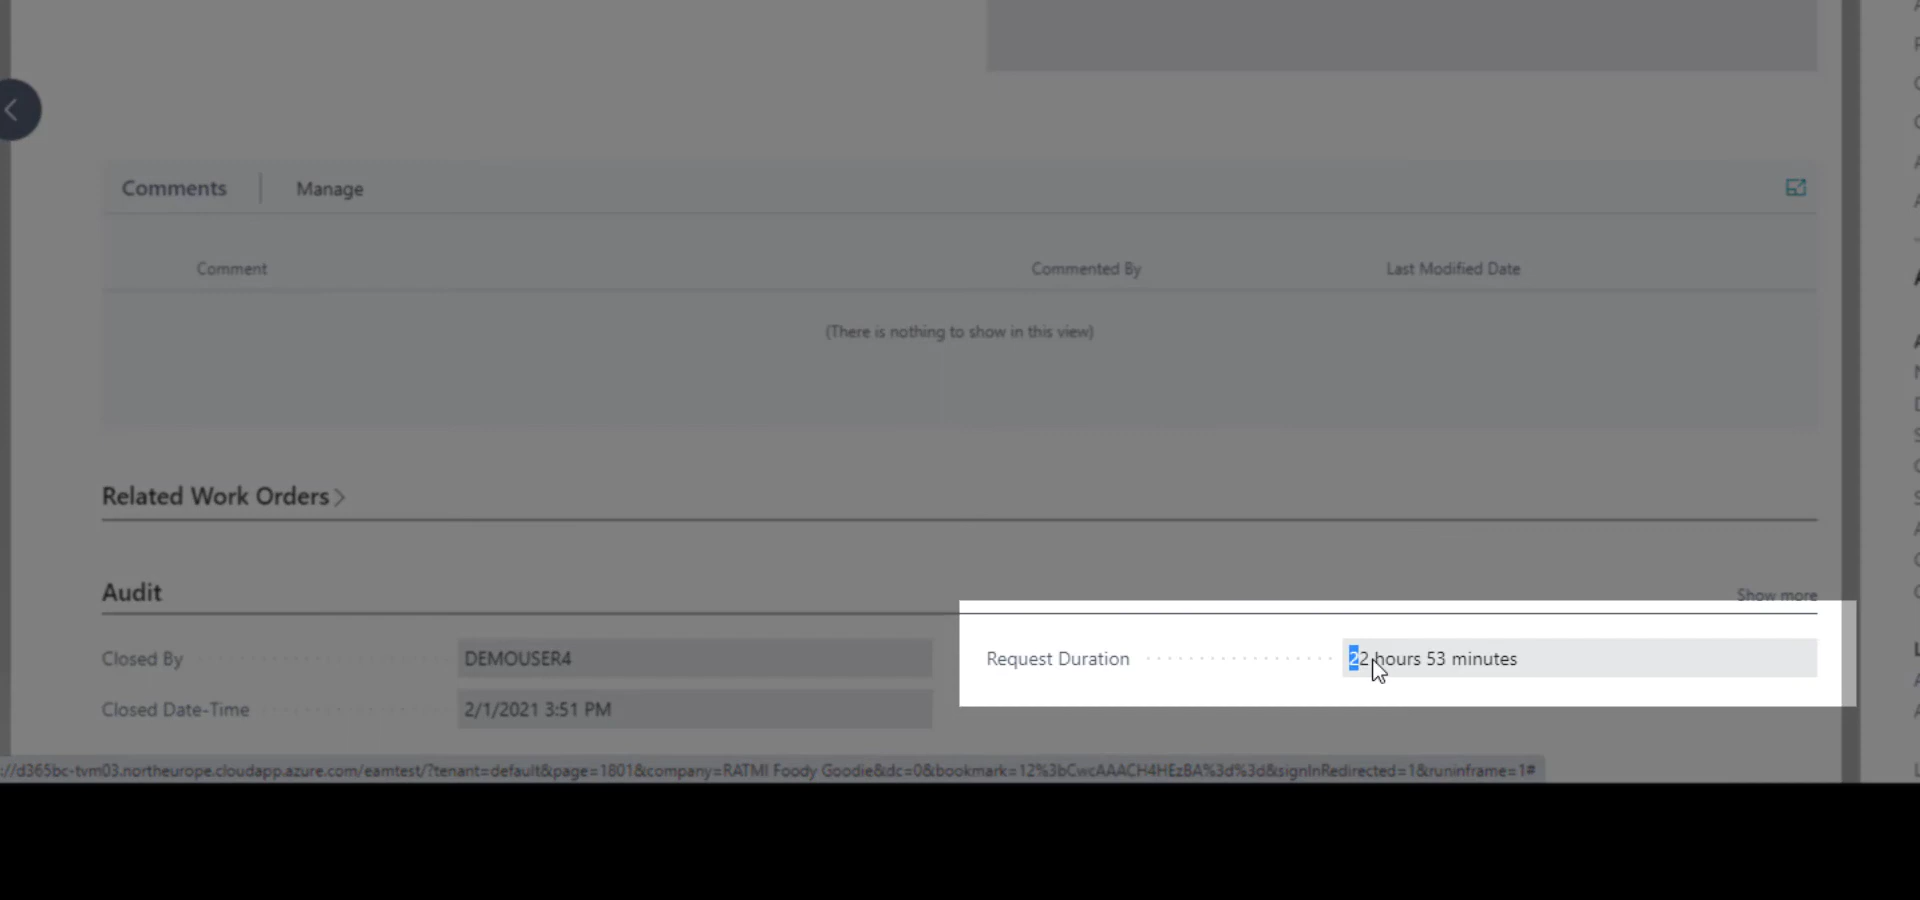 Comments Manage
Comment Commented By Last Modified Date
(There is nothing to show in this view)
Related Work Orders
Audit Show more
Closed By DEMOUSER4 Request Duration 22 hours 53 minutes
Closed Date-Time 2/1/2021 3:51 PM
://d365bc-tvm03.northeurope.cloudapp.azure.com/eamtest/?tenant=default&page=1801&company=RATMI Foody Goodie&dc=0&bookmark=12%3bCwcAAACH4HEzBA%3d%3d&signInRedirected=1&runinframe=1#